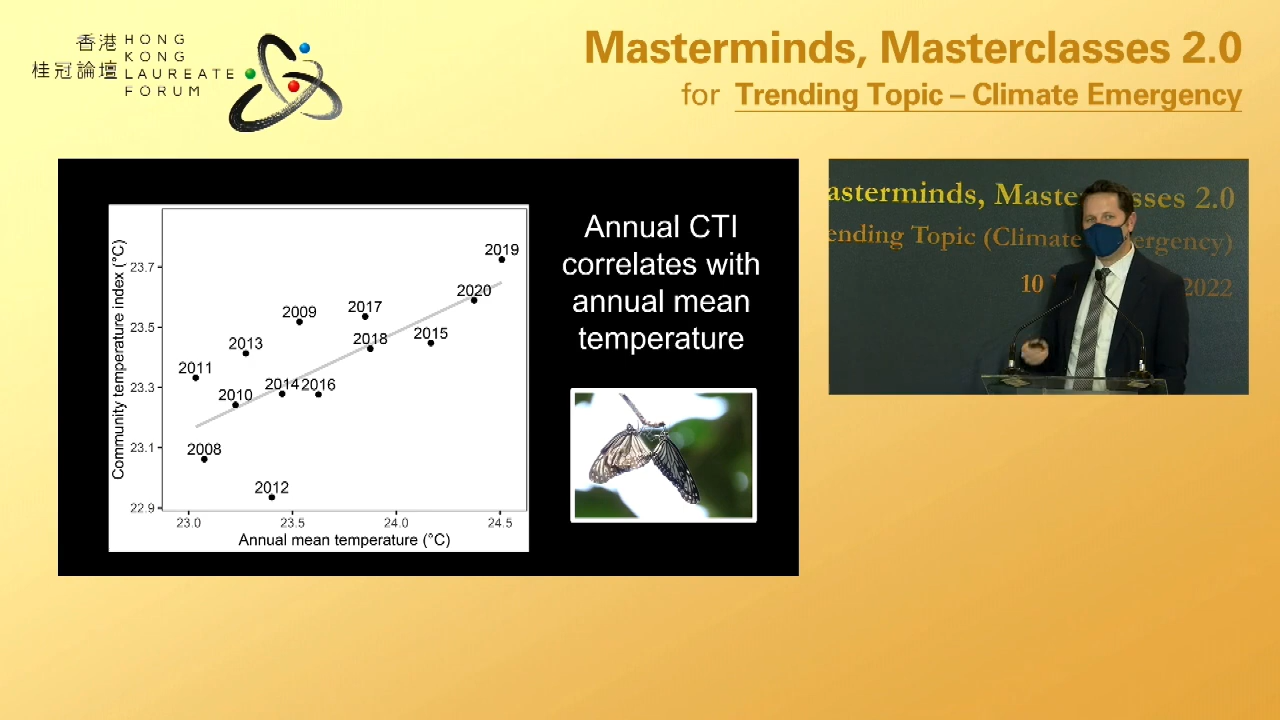 香港
桂冠論壇
HONG
KONG
LAUREATE
FORUM
Masterminds, Masterclasses 2.0
for Trending Topic – Climate Emergency
Annual CTI
correlates with
annual mean
temperature
Community temperature index (°C)
23.7
23.5
23.3
23.1
22.9
2019
2020
2009
2017
2018
2015
2013
2011
2010
2014
2016
2008
2012
23.0
23.5
24.0
24.5
Annual mean temperature (°C)
asterminds, Maste sses 2.0
ending Topic (Climate ergency)
10 2022